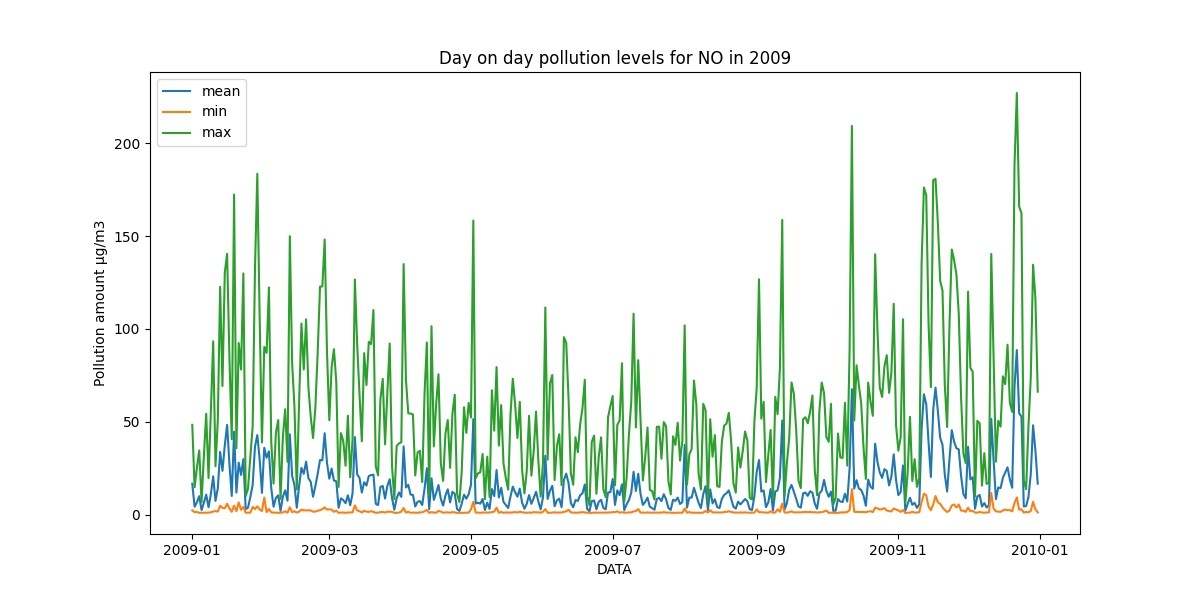 Day on day pollution levels for NO in 2009
mean
min
max
Pollution amount µg/m3
200
150
100
50
0
2009-01
2009-03
2009-05
2009-07
2009-09
2009-11
2010-01
DATA